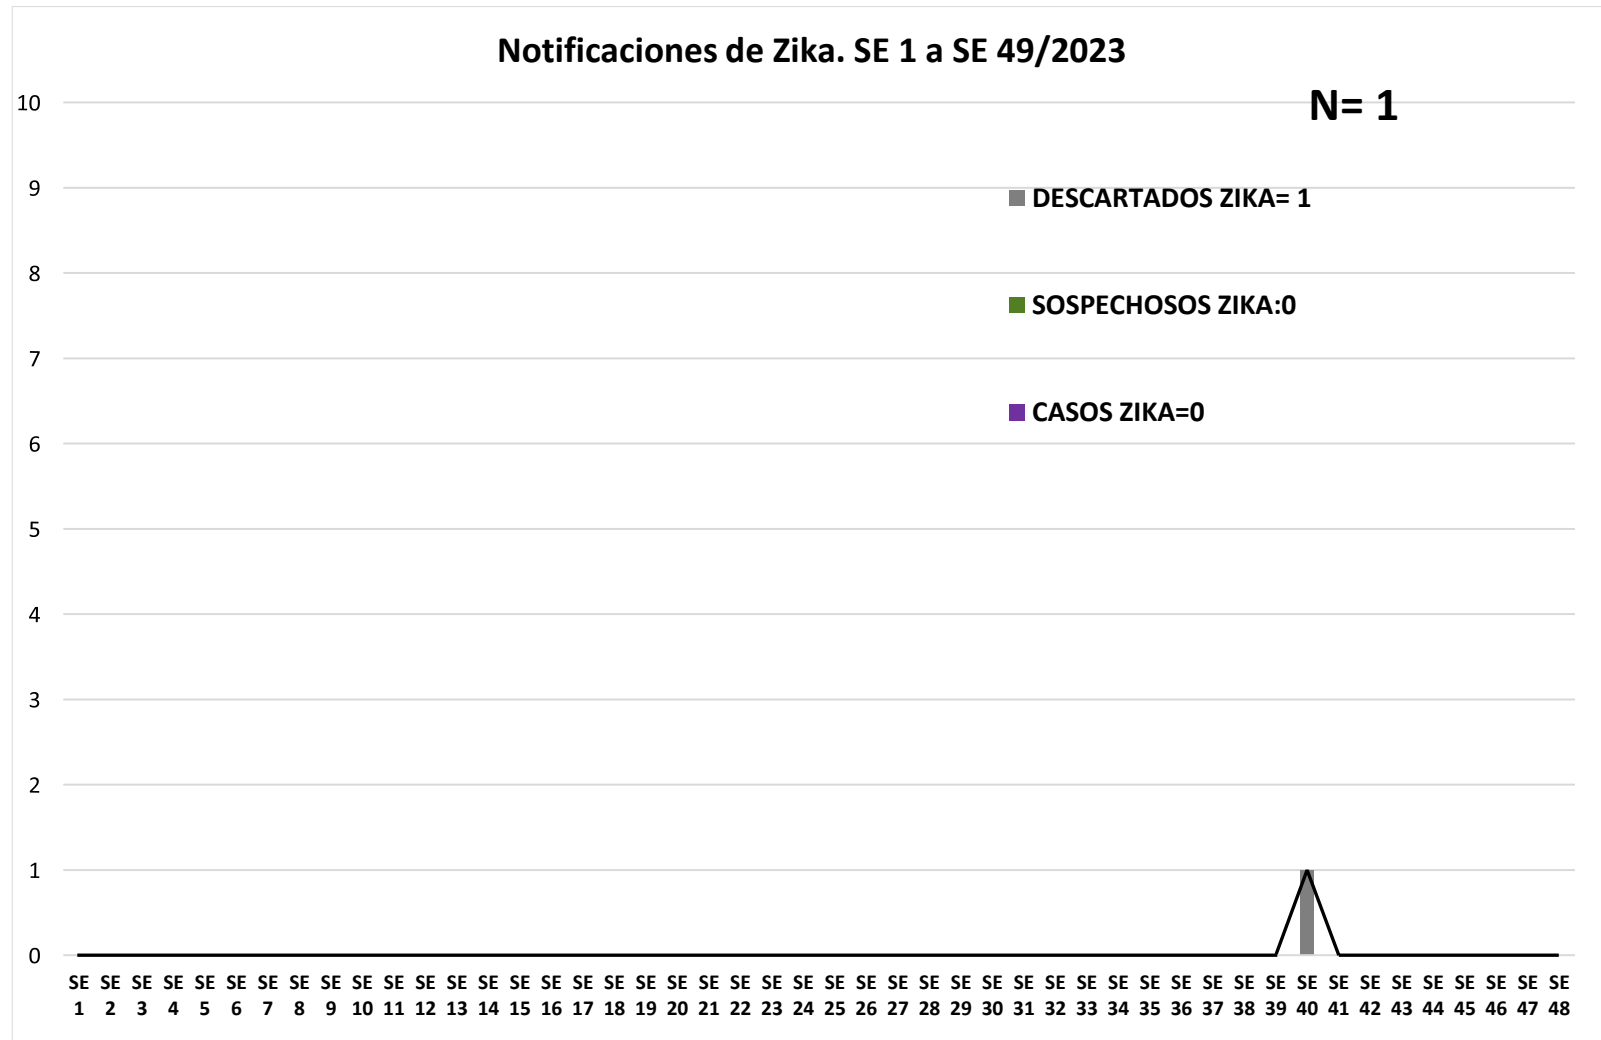 Notificaciones de Zika. SE 1 a SE 49/2023
N= 1
DESCARTADOS ZIKA= 1
SOSPECHOSOS ZIKA:0
CASOS ZIKA=0
10
9
8
7
6
5
4
3
2
1
0
SE SE SE SE SE SE SE SE SE SE SE SE SE SE SE SE SE SE SE SE SE SE SE SE SE SE SE SE SE SE SE SE SE SE SE SE SE SE SE SE SE SE SE SE SE SE SE SE
1 2 3 4 5 6 7 8 9 10 11 12 13 14 15 16 17 18 19 20 21 22 23 24 25 26 27 28 29 30 31 32 33 34 35 36 37 38 39 40 41 42 43 44 45 46 47 48